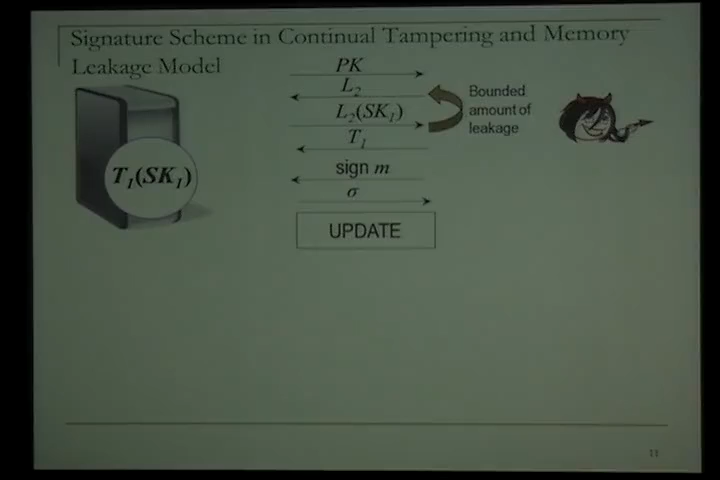 Signature Scheme in Continual Tampering and Memory
Leakage Model
PK
L₂
L₂(SK₁)
T₁
sign m
σ
UPDATE
Bounded
amount of
leakage
T₁(SK₁)
11